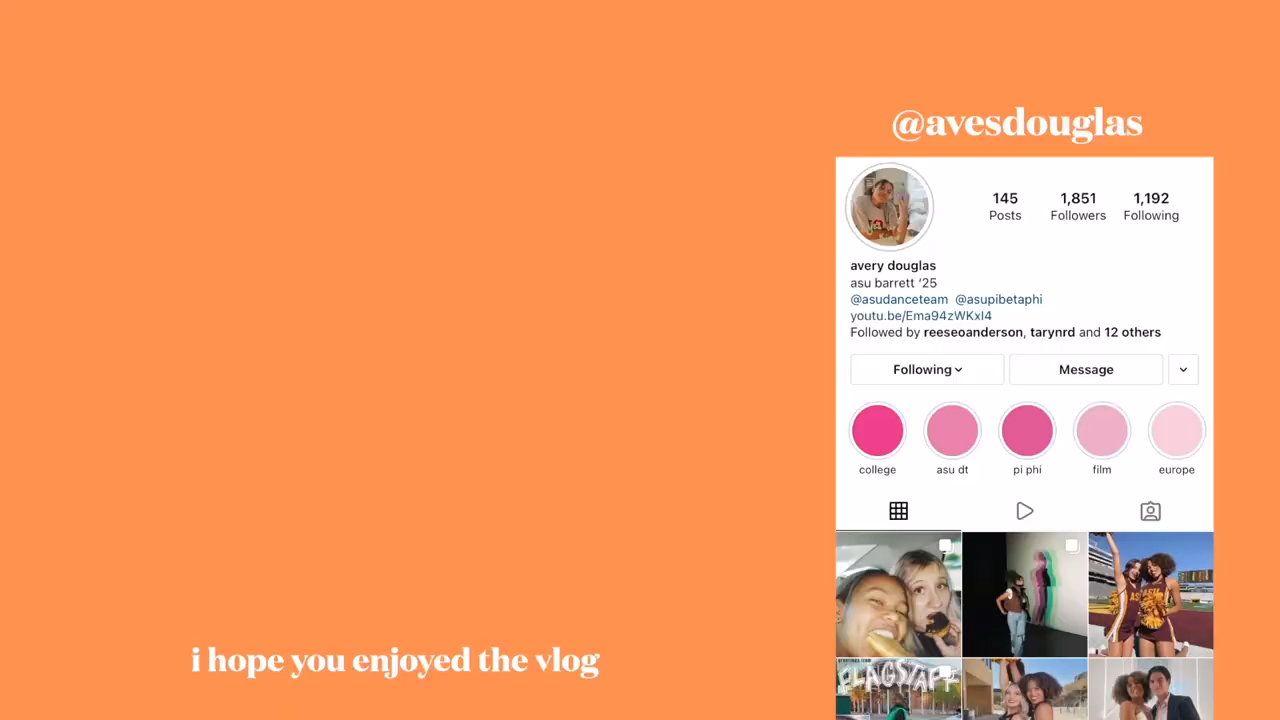 @avesdouglas
145
1,851
1,192
Posts
Followers
Following
avery douglas
asu barrett ‘25
@asudanceteam @asupibetaphi
youtu.be/Ema94zWKxI4
Followed by reeseoanderson, tarynrd and 12 others
Following
Message
college
asu dt
pi phi
film
europe
FLAGSTAFF
i hope you enjoyed the vlog